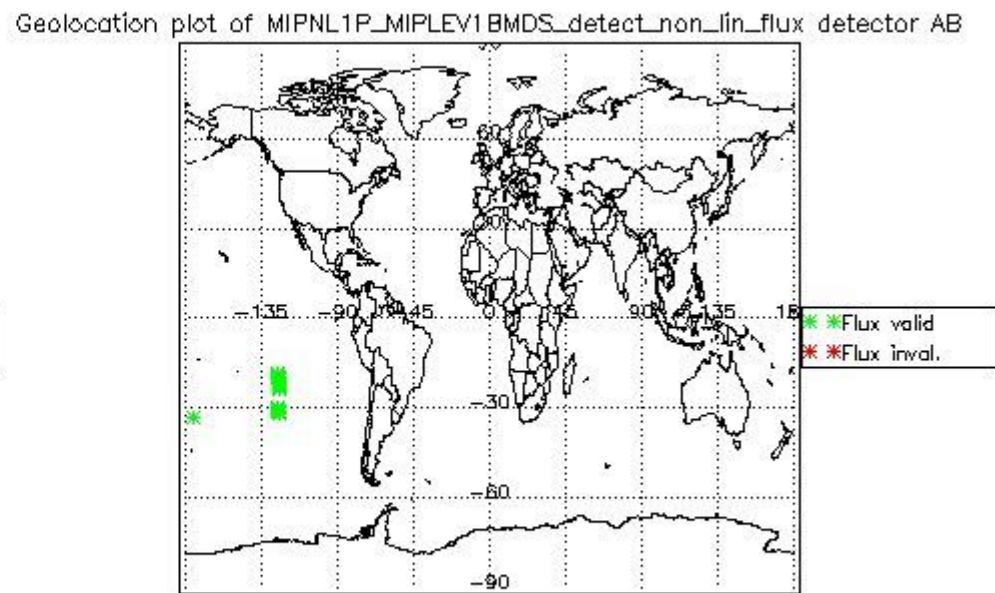 Geolocation plot of MIPNL1P_MIPLEV1BMDS_detect_non_lin_flux detector AB
-135 -90 -45 0 45 90 135 18
Flux valid
Flux inval.
-30
-60
-90